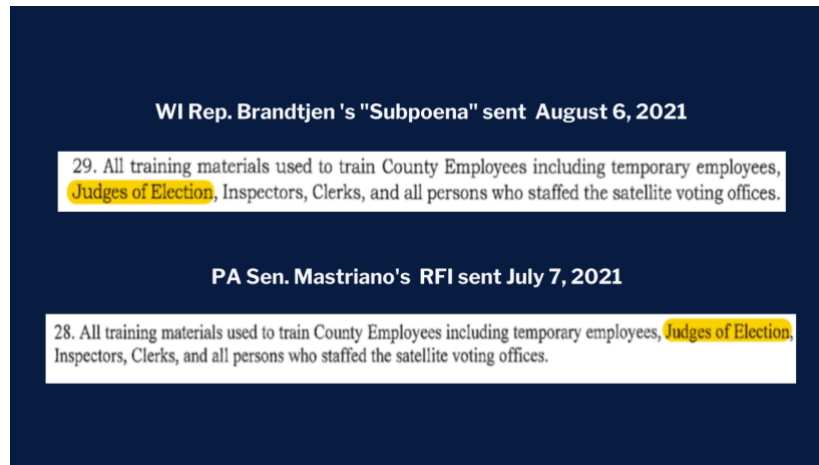 WI Rep. Brandtjen 's "Subpoena" sent August 6, 2021
29. All training materials used to train County Employees including temporary employees,
Judges of Election, Inspectors, Clerks, and all persons who staffed the satellite voting offices.
PA Sen. Mastriano's RFI sent July 7, 2021
28. All training materials used to train County Employees including temporary employees, Judges of Election,
Inspectors, Clerks, and all persons who staffed the satellite voting offices.